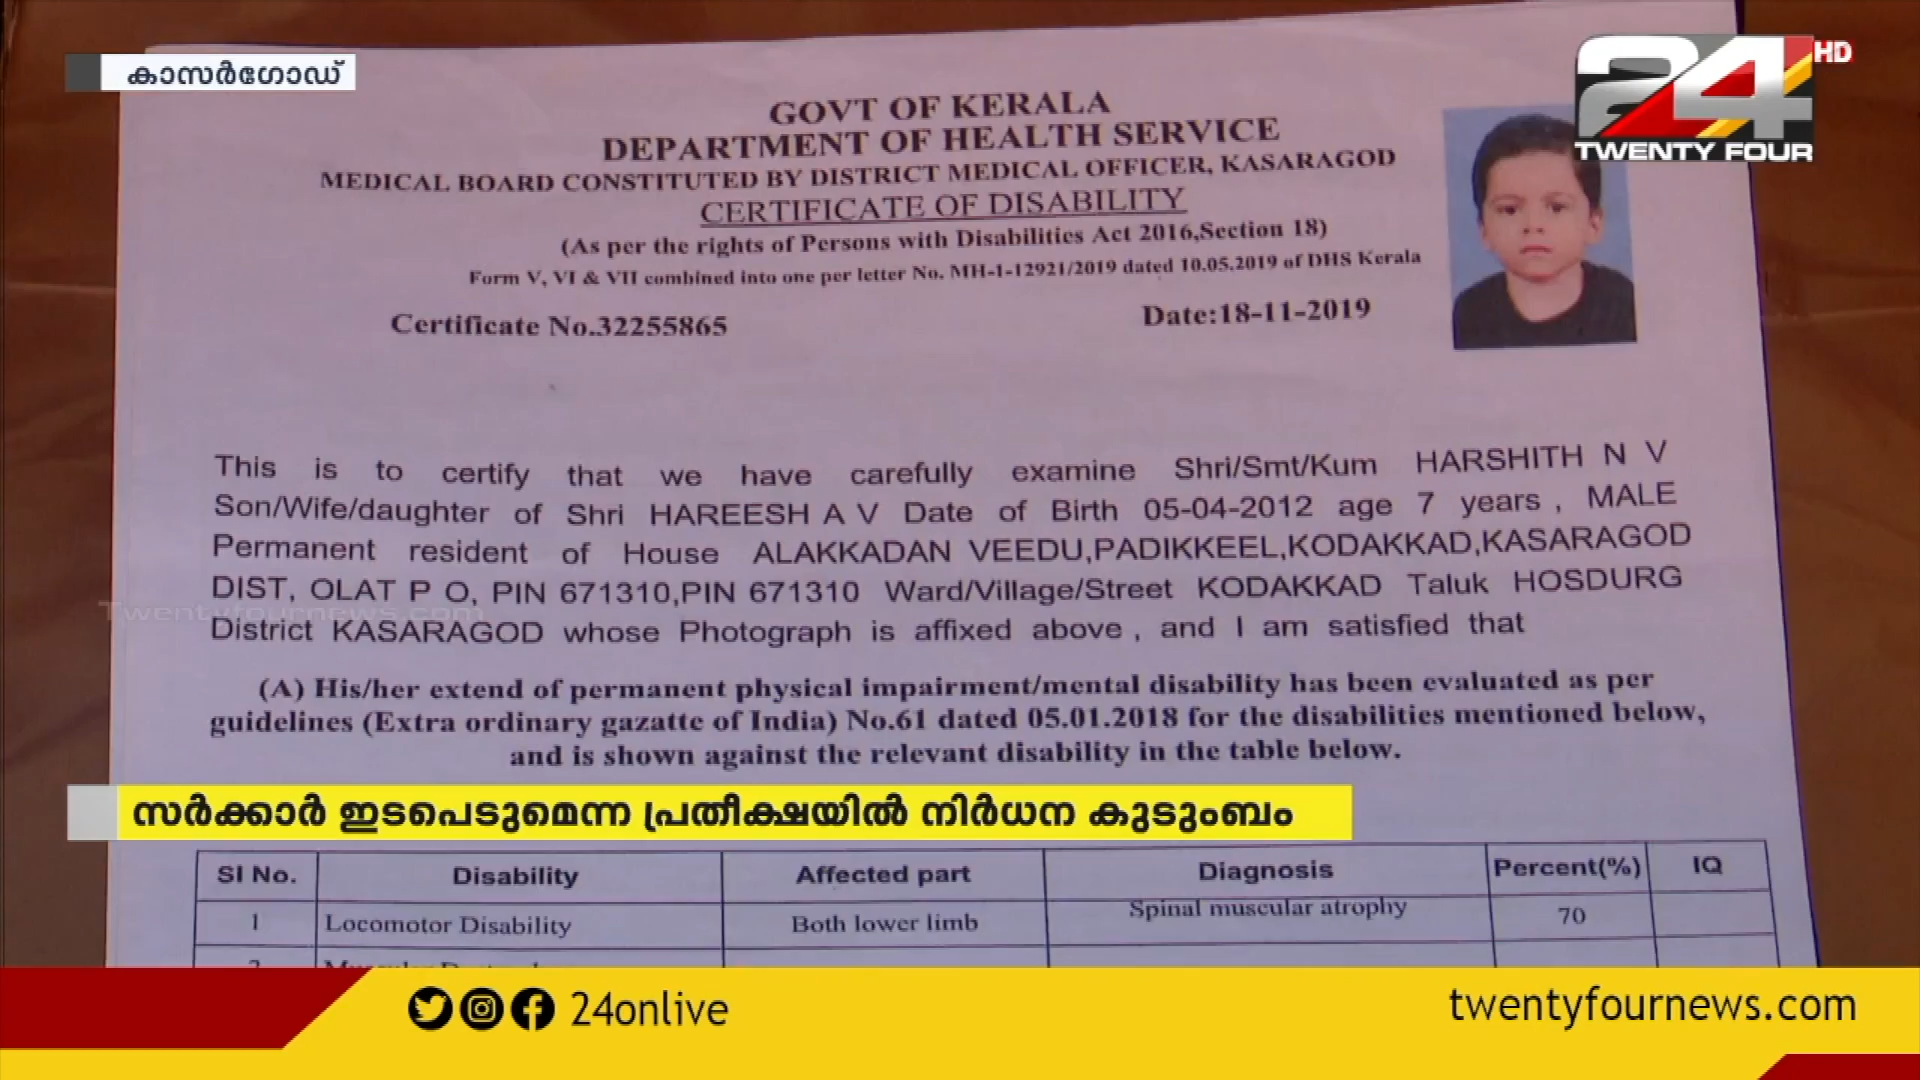 കാസർഗോഡ്
24 HD
TWENTY FOUR
GOVT OF KERALA
DEPARTMENT OF HEALTH SERVICE
MEDICAL BOARD CONSTITUTED BY DISTRICT MEDICAL OFFICER, KASARAGOD
CERTIFICATE OF DISABILITY
(As per the rights of Persons with Disabilities Act 2016,Section 18)
Form V, VI & VII combined into one per letter No. MH-1-12921/2019 dated 10.05.2019 of DHS Kerala
Certificate No.32255865 Date:18-11-2019
This is to certify that we have carefully examine Shri/Smt/Kum HARSHITH N V
Son/Wife/daughter of Shri HAREESH A V Date of Birth 05-04-2012 age 7 years , MALE
Permanent resident of House ALAKKADAN VEEDU,PADIKKEEL,KODAKKAD,KASARAGOD
DIST, OLAT P O, PIN 671310,PIN 671310 Ward/Village/Street KODAKKAD Taluk HOSDURG
Twentyfournews.com
District KASARAGOD whose Photograph is affixed above , and I am satisfied that
(A) His/her extend of permanent physical impairment/mental disability has been evaluated as per
guidelines (Extra ordinary gazatte of India) No.61 dated 05.01.2018 for the disabilities mentioned below,
and is shown against the relevant disability in the table below.
സർക്കാർ ഇടപെടുമെന്ന പ്രതീക്ഷയിൽ നിർധന കുടുംബം
Sl No. Disability Affected part Diagnosis Percent(%) IQ
1 Locomotor Disability Both lower limb Spinal muscular atrophy 70
24onlive
twentyfournews.com